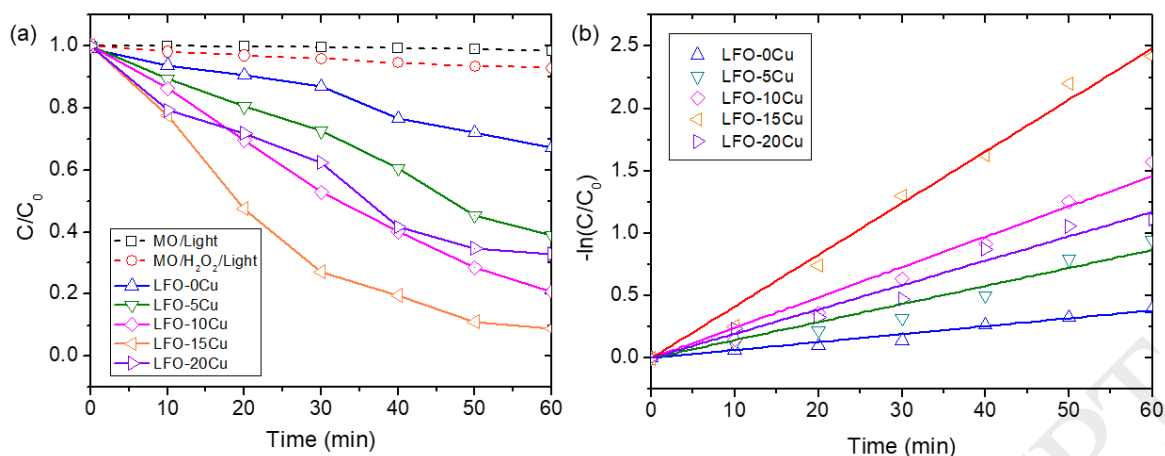 (a)
1.0
0.8
0.6
0.4
0.2
0.0
C/C₀
MO/Light
MO/H₂O₂/Light
LFO-0Cu
LFO-5Cu
LFO-10Cu
LFO-15Cu
LFO-20Cu
0 10 20 30 40 50 60
Time (min)
(b)
2.5
2.0
1.5
1.0
0.5
0.0
-ln(C/C₀)
LFO-0Cu
LFO-5Cu
LFO-10Cu
LFO-15Cu
LFO-20Cu
0 10 20 30 40 50 60
Time (min)